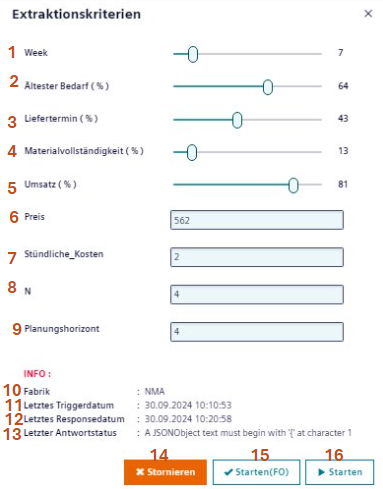 Extraktionskriterien ×
1 Week 7
2 Ältester Bedarf ( % ) 64
3 Liefertermin ( % ) 43
4 Materialvollständigkeit ( % ) 13
5 Umsatz ( % ) 81
6 Preis 562
7 Stündliche_Kosten 2
8 N 4
9 Planungshorizont 4
INFO :
10 Fabrik : NMA
11 Letztes Triggerdatum : 30.09.2024 10:10:53
12 Letztes Responsedatum : 30.09.2024 10:20:58
13 Letzter Antwortstatus : A JSONObject text must begin with '{' at character 1
14 15 16
✖ Stornieren ✔ Starten(FO) ▶ Starten